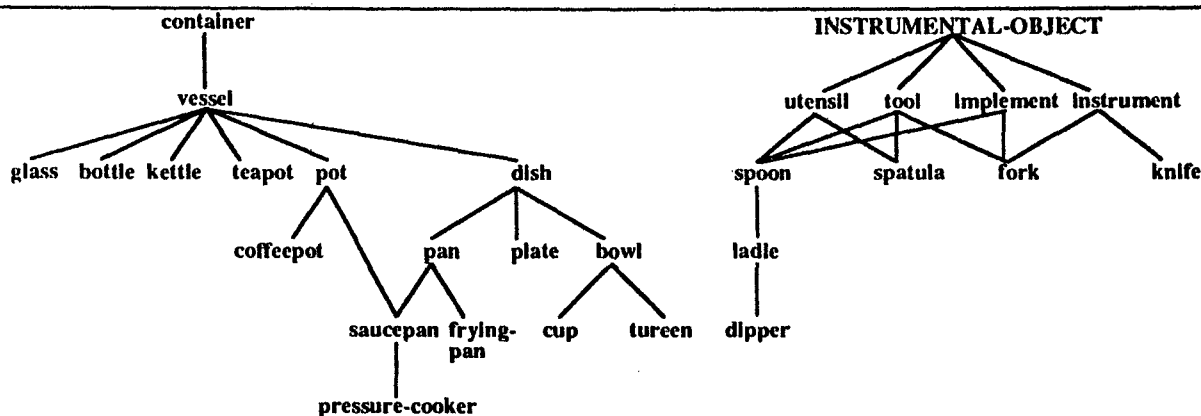 container
INSTRUMENTAL-OBJECT
vessel
utensil tool implement instrument
glass bottle kettle teapot pot dish
spoon spatula fork knife
coffeepot pan plate bowl
ladle
saucepan frying-pan cup tureen
dipper
pressure-cooker